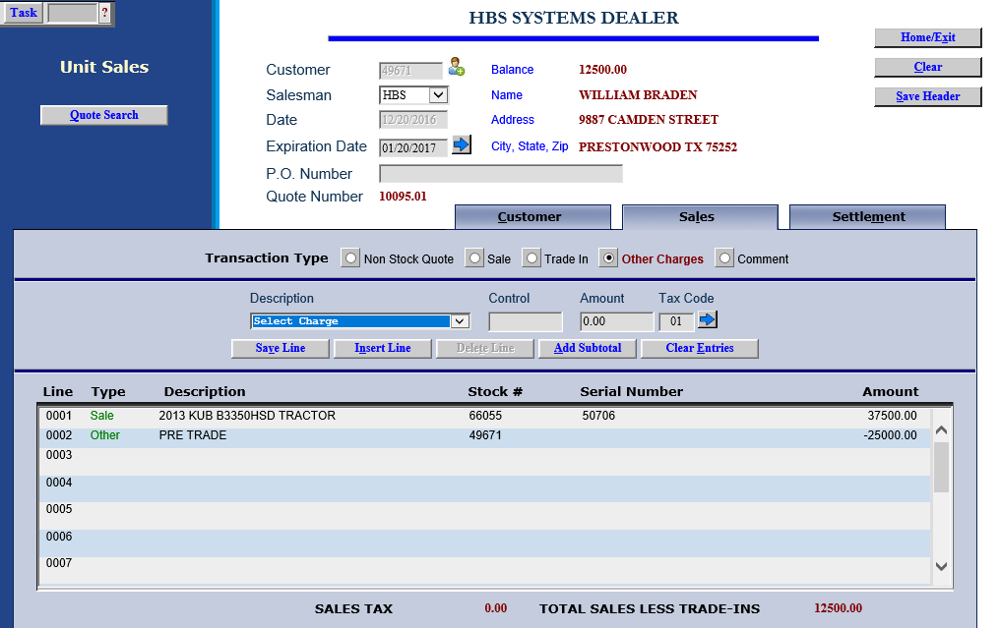 Task ?
HBS SYSTEMS DEALER
Home/Exit
Unit Sales
Customer 49671 Balance 12500.00
Clear
Salesman HBS Name WILLIAM BRADEN
Save Header
Quote Search
Date 12/20/2016 Address 9887 CAMDEN STREET
Expiration Date 01/20/2017 City, State, Zip PRESTONWOOD TX 75252
P.O. Number
Quote Number 10095.01
Customer Sales Settlement
Transaction Type Non Stock Quote Sale Trade In Other Charges Comment
Description Control Amount Tax Code
Select Charge 0.00 01
Save Line Insert Line Delete Line Add Subtotal Clear Entries
Line Type Description Stock # Serial Number Amount
0001 Sale 2013 KUB B3350HSD TRACTOR 66055 50706 37500.00
0002 Other PRE TRADE 49671 -25000.00
0003
0004
0005
0006
0007
SALES TAX 0.00 TOTAL SALES LESS TRADE-INS 12500.00